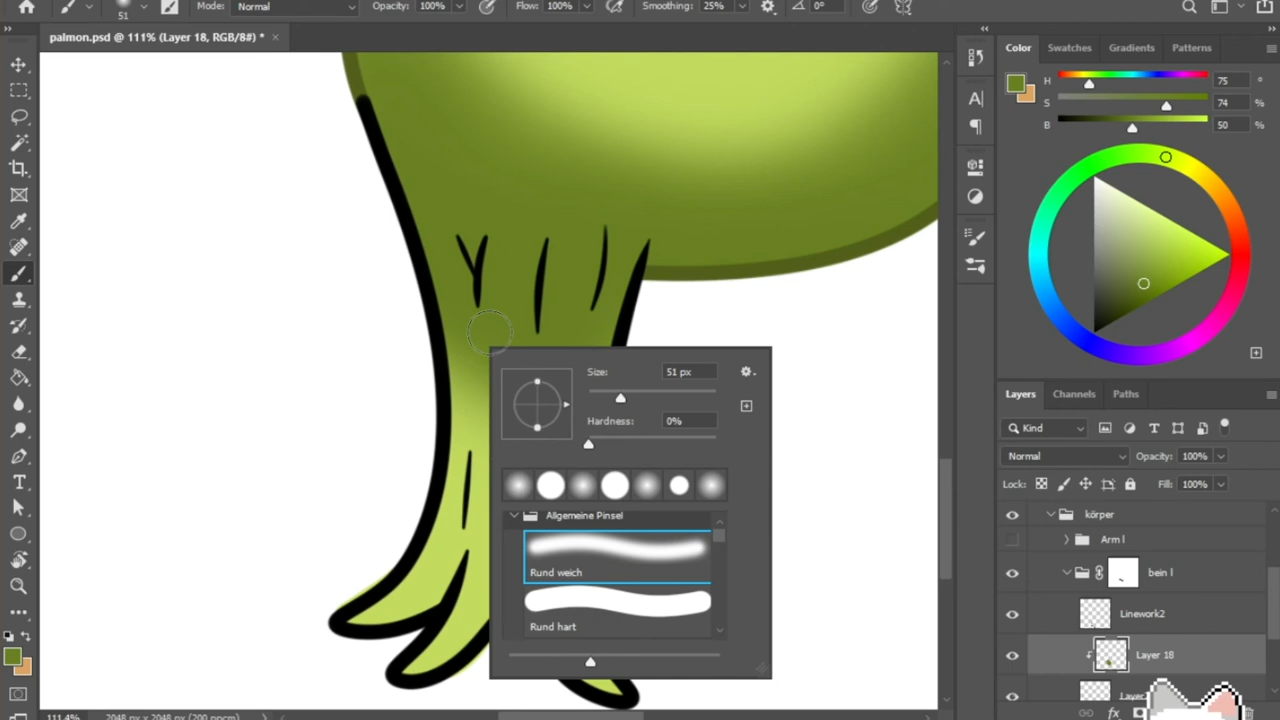 51
Mode: Normal
Opacity: 100%
Flow: 100%
Smoothing: 25%
0°
palmon.psd @ 111% (Layer 18, RGB/8#) *
Color
Swatches
Gradients
Patterns
H 75 °
S 74 %
B 50 %
Size: 51 px
Hardness: 0%
Allgemeine Pinsel
Rund weich
Rund hart
Layers
Channels
Paths
Kind
Normal
Opacity: 100%
Lock:
Fill: 100%
körper
Arm l
bein l
Linework2
Layer 18
111.4%
2048 px x 2048 px (200 ppcm)